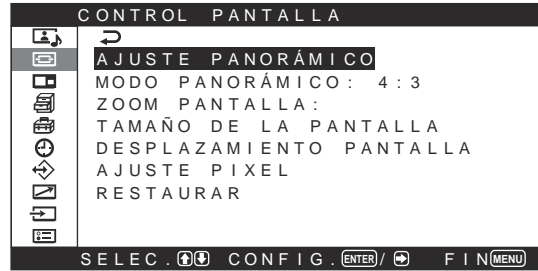 CONTROL PANTALLA
AJUSTE PANORÁMICO
MODO PANORÁMICO: 4:3
ZOOM PANTALLA:
TAMAÑO DE LA PANTALLA
DESPLAZAMIENTO PANTALLA
AJUSTE PIXEL
RESTAURAR
SELEC. CONFIG. ENTER / FIN MENU